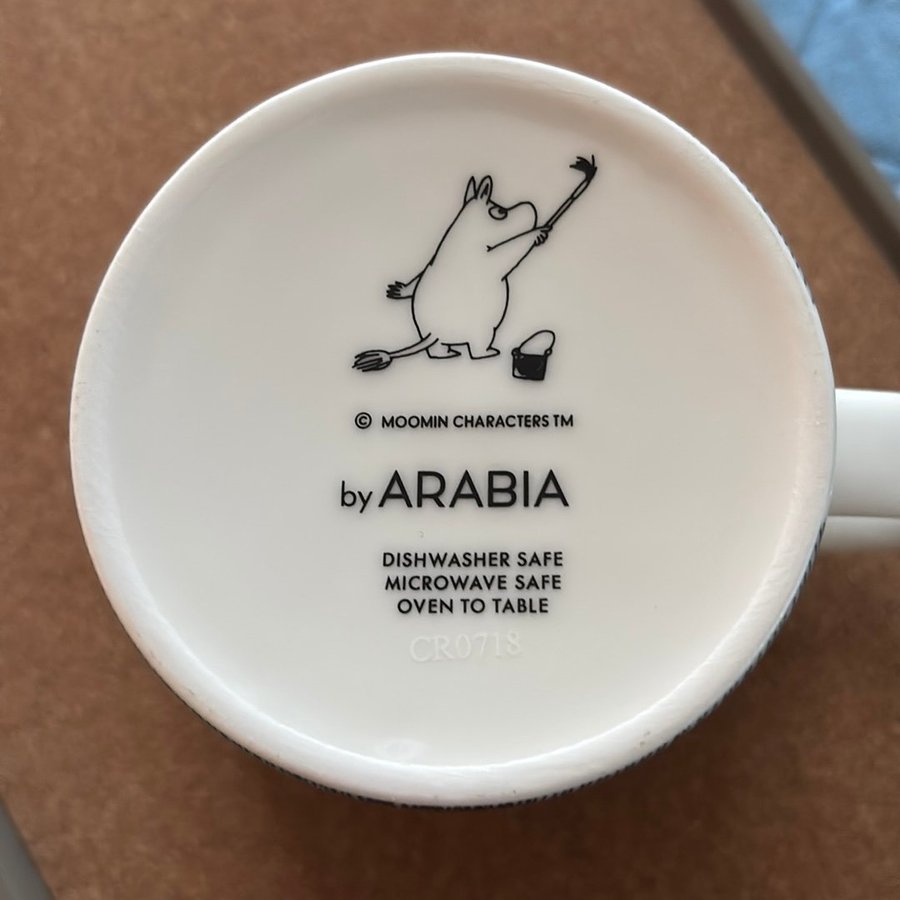 © MOOMIN CHARACTERS TM
by ARABIA
DISHWASHER SAFE
MICROWAVE SAFE
OVEN TO TABLE
CR0718